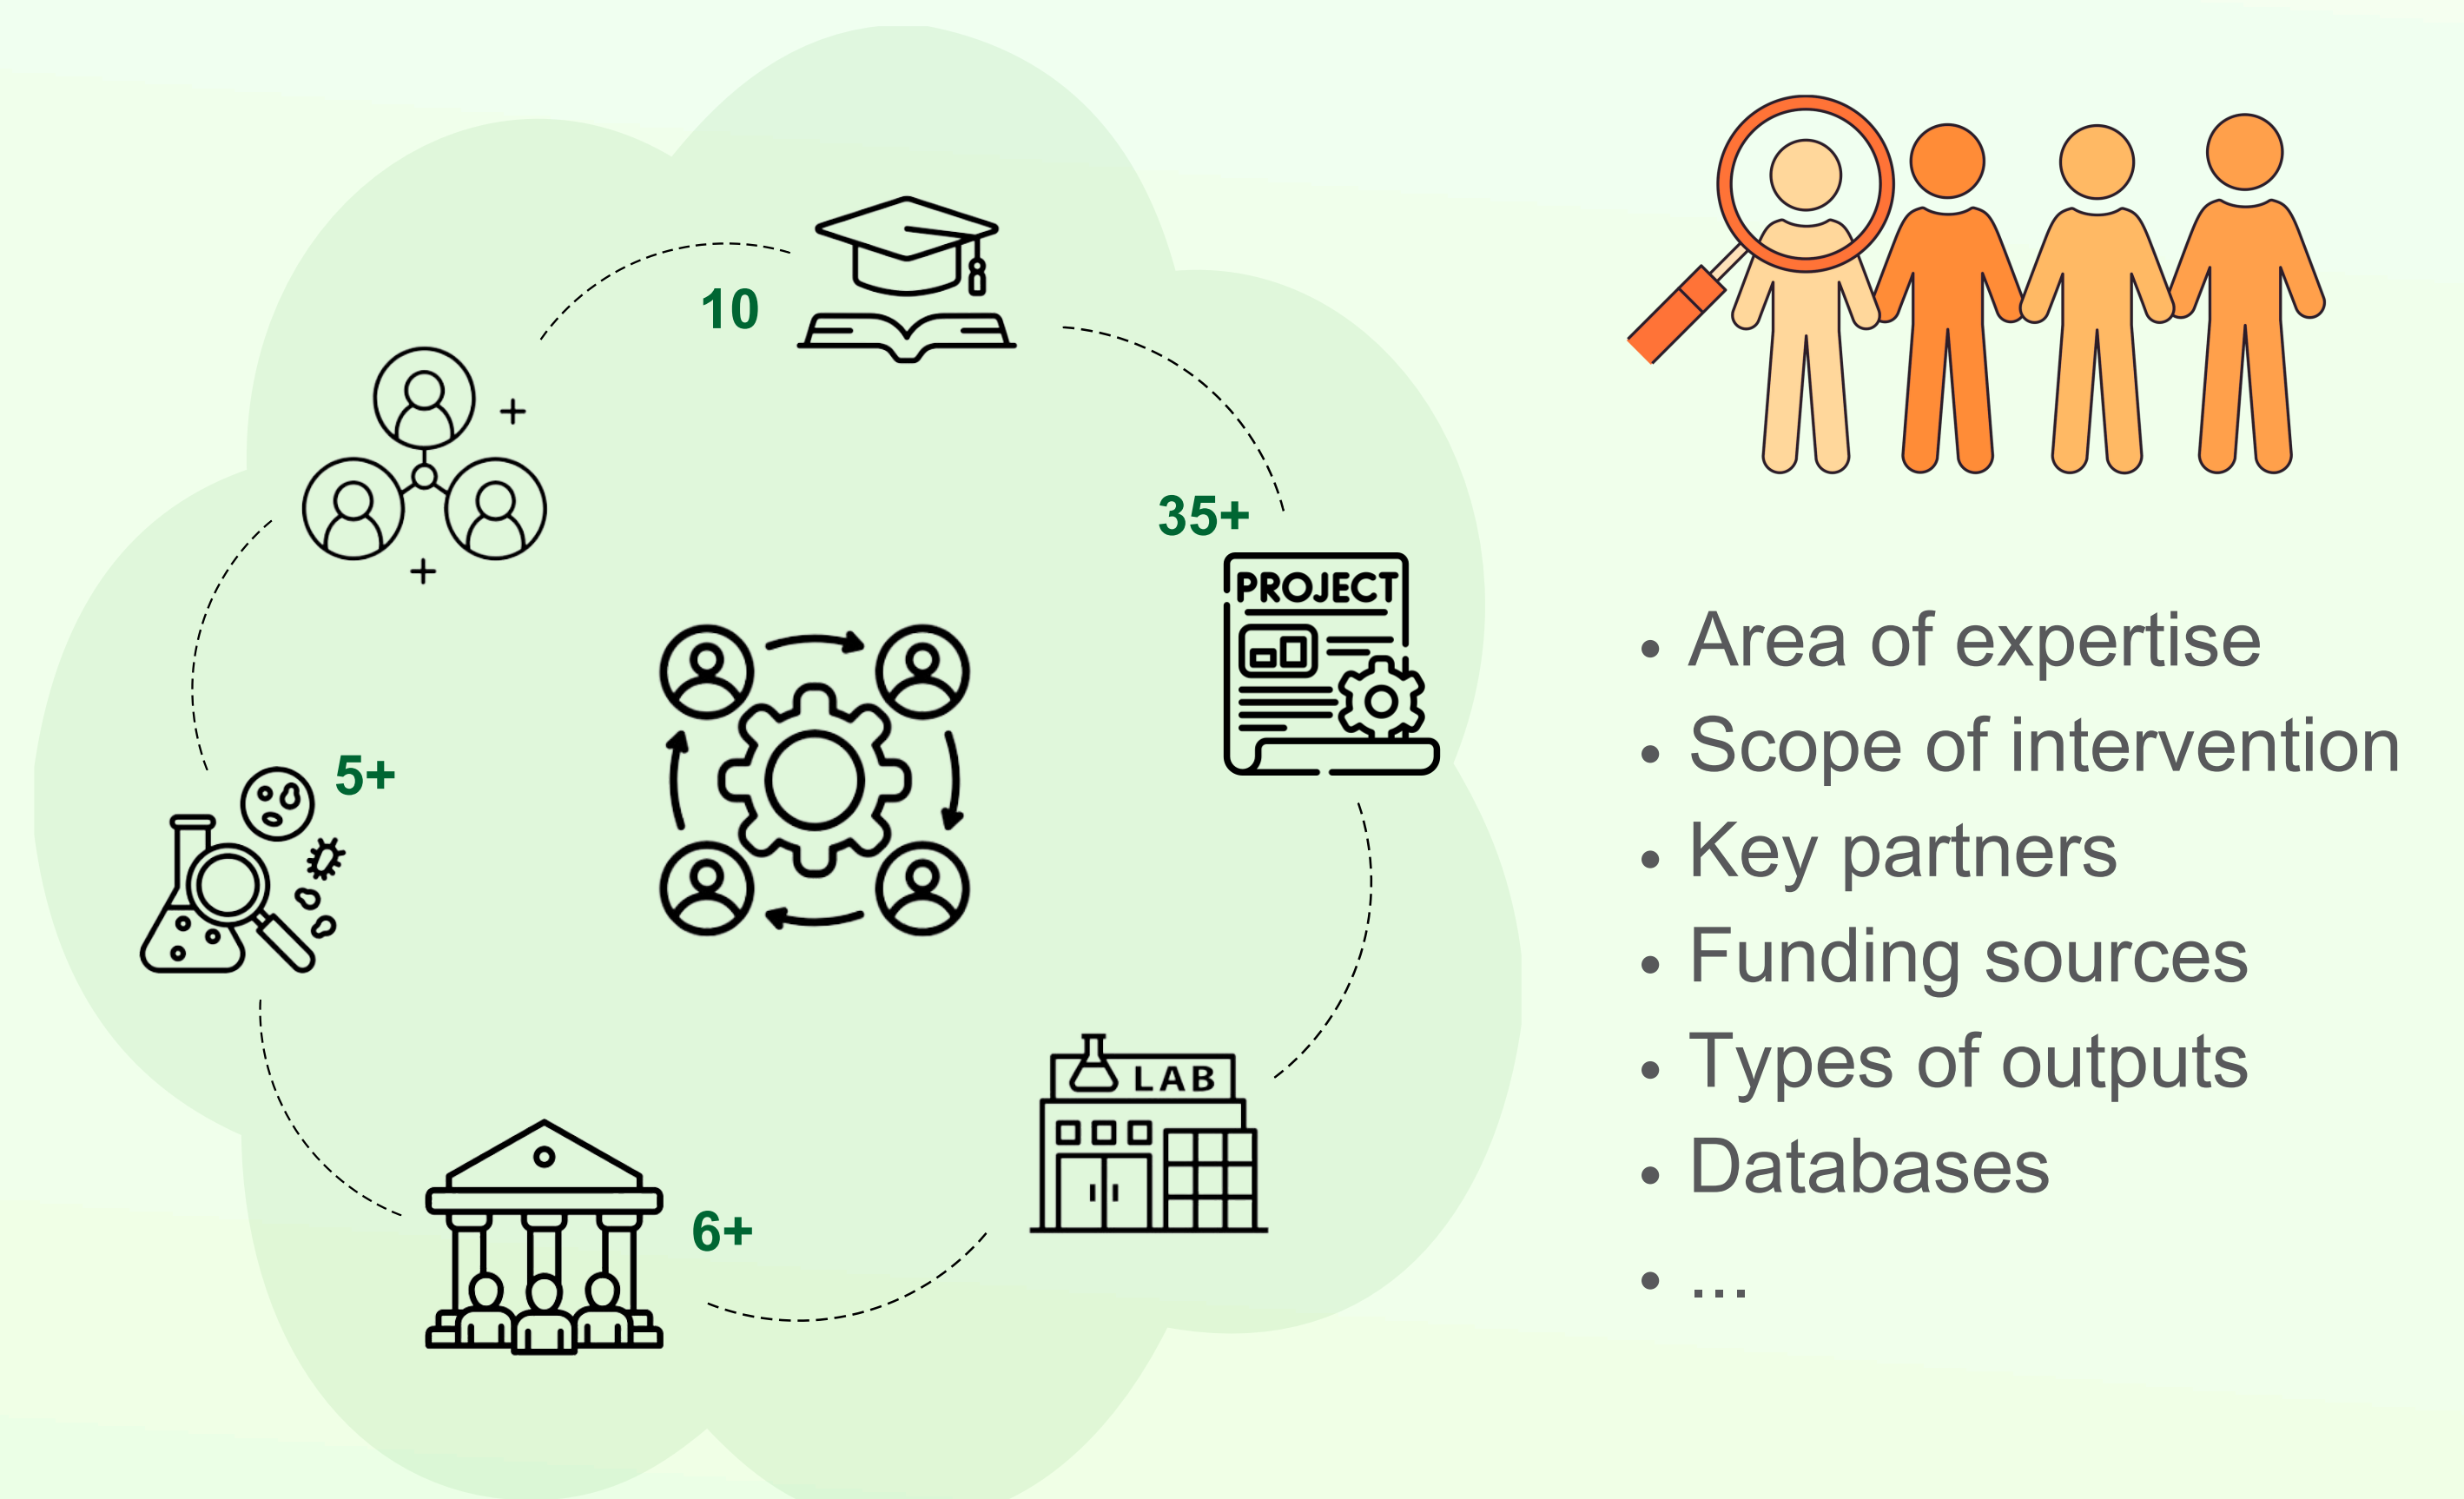 10
35+
PROJECT
5+
LAB
6+
• Area of expertise
• Scope of intervention
• Key partners
• Funding sources
• Types of outputs
• Databases
• ...